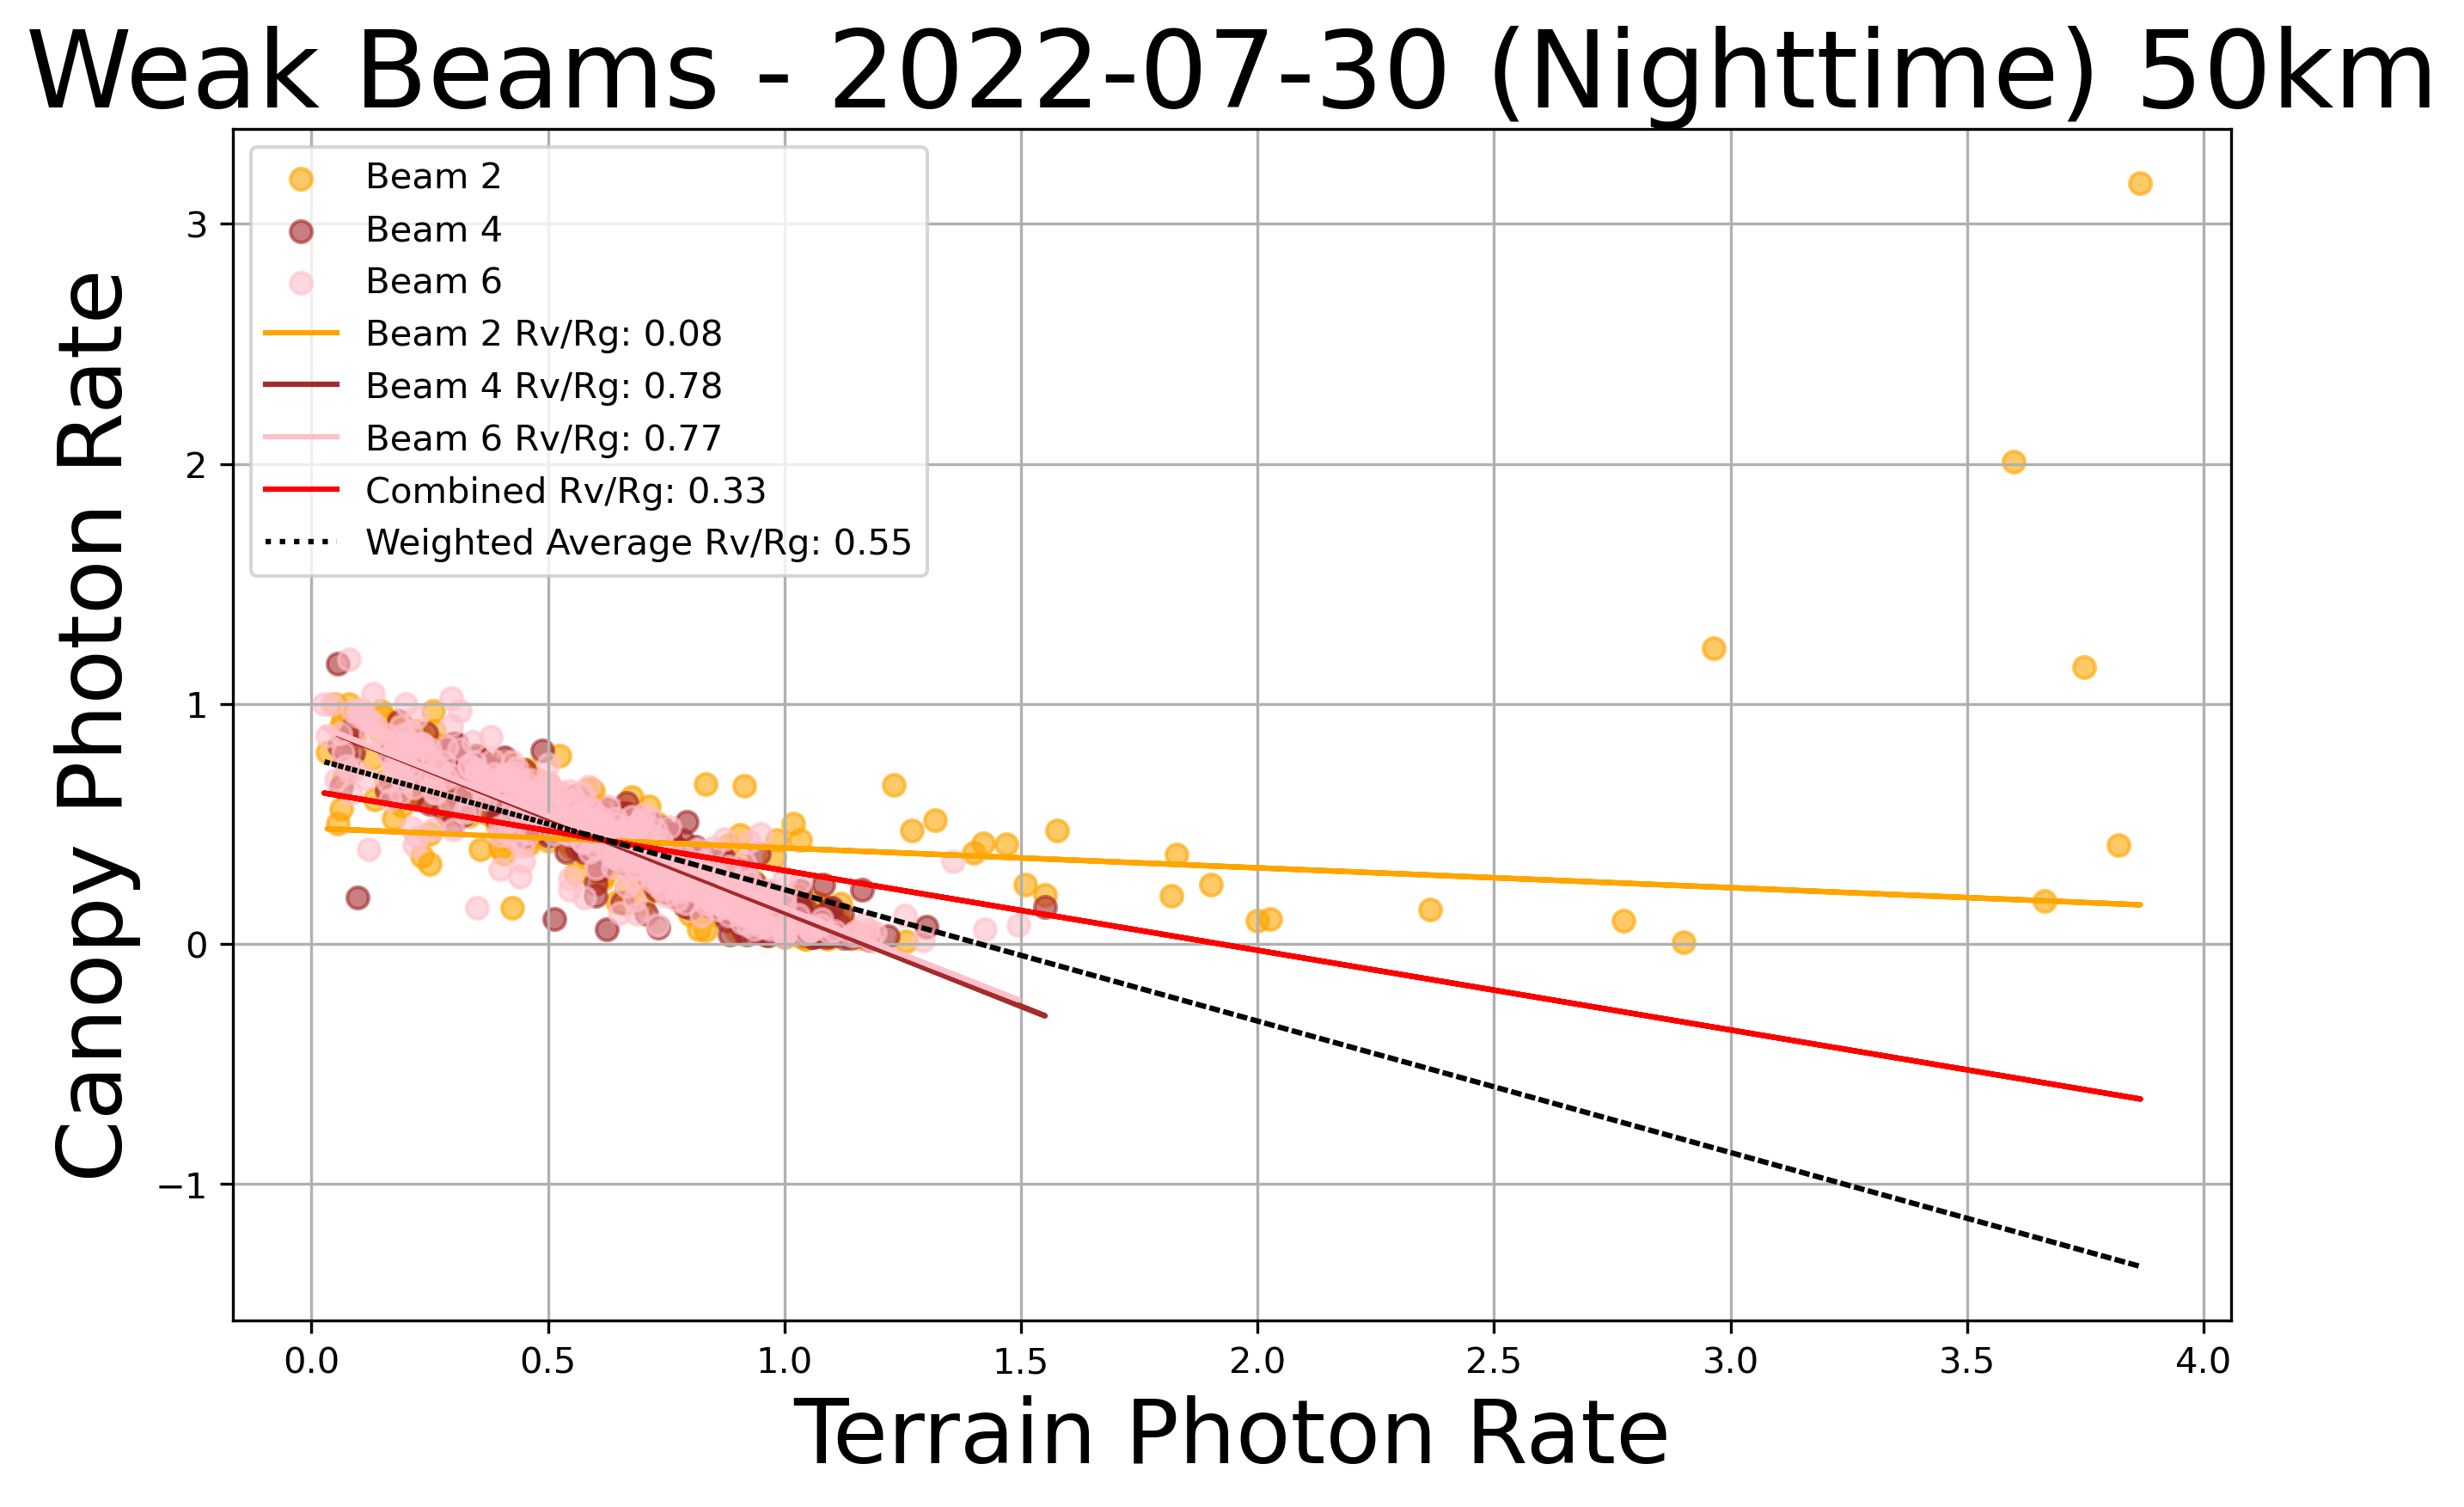 Weak Beams - 2022-07-30 (Nighttime) 50km
Beam 2
Beam 4
Beam 6
Beam 2 Rv/Rg: 0.08
Beam 4 Rv/Rg: 0.78
Beam 6 Rv/Rg: 0.77
Combined Rv/Rg: 0.33
Weighted Average Rv/Rg: 0.55
Canopy Photon Rate
3
2
1
0
−1
0.0 0.5 1.0 1.5 2.0 2.5 3.0 3.5 4.0
Terrain Photon Rate